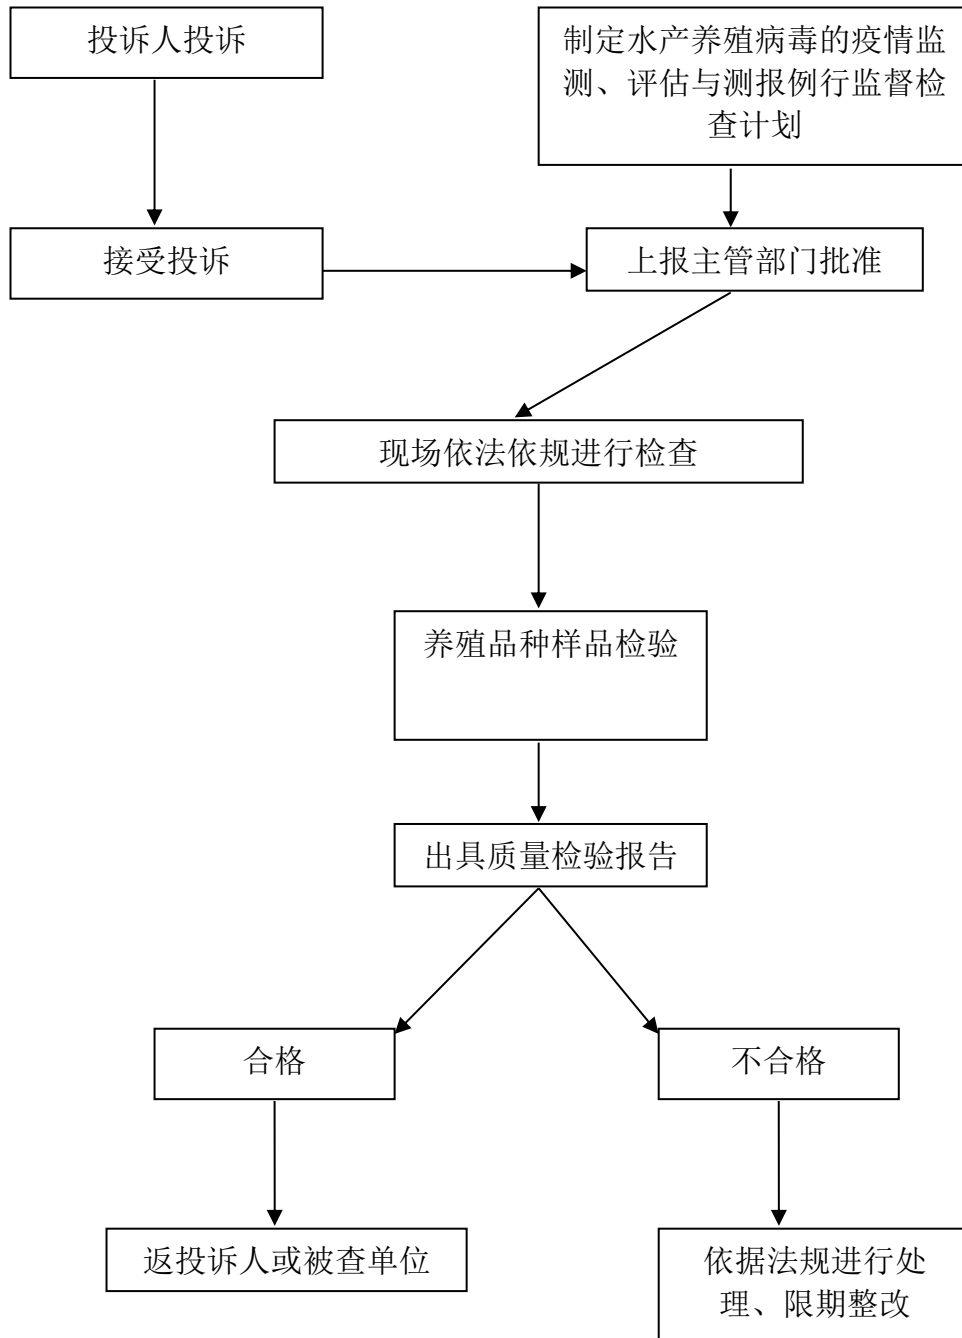 投诉人投诉
制定水产养殖病毒的疫情监
测、评估与测报例行监督检
查计划
接受投诉
上报主管部门批准
现场依法依规进行检查
养殖品种样品检验
出具质量检验报告
合格
不合格
返投诉人或被查单位
依据法规进行处
理、限期整改